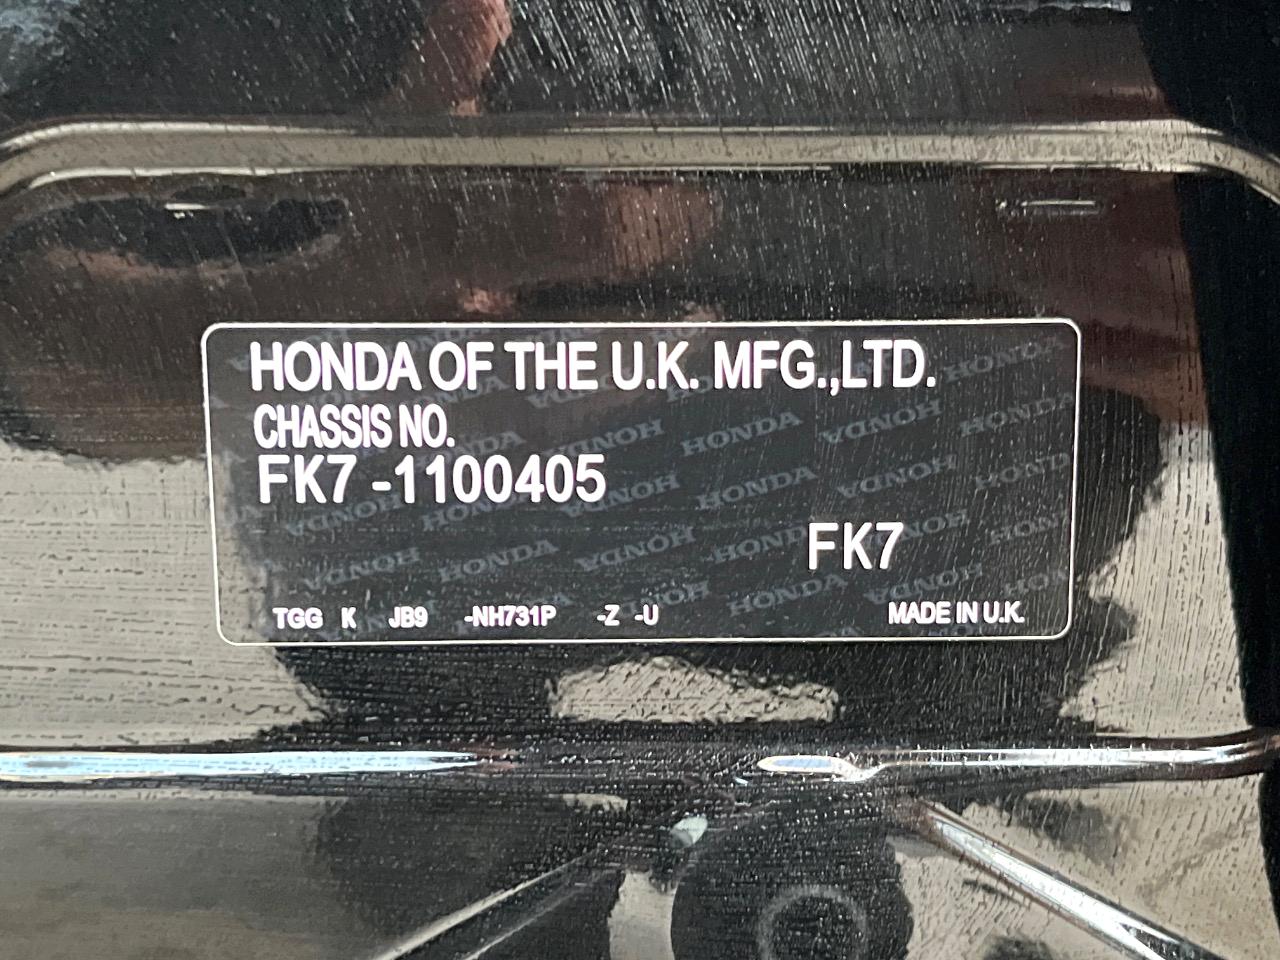 HONDA OF THE U.K. MFG.,LTD.
CHASSIS NO.
FK7 -1100405
FK7
TGG K JB9 -NH731P -Z -U MADE IN U.K.